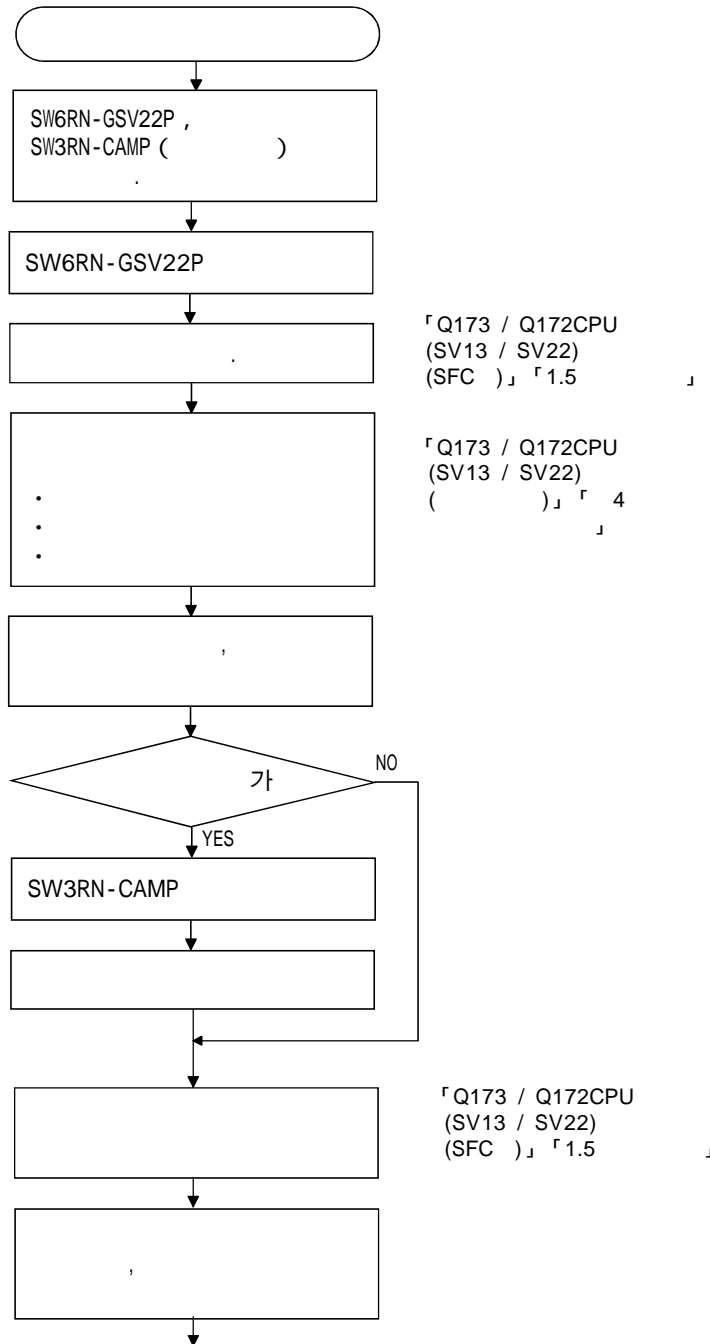 SW6RN-GSV22P ,
SW3RN-CAMP ( )
.
SW6RN-GSV22P
.
「Q173 / Q172CPU
(SV13 / SV22)
(SFC )」「1.5 」
「Q173 / Q172CPU
(SV13 / SV22)
( )」「 4
」
・
・
・
,
가
NO
YES
SW3RN-CAMP
「Q173 / Q172CPU
(SV13 / SV22)
(SFC )」「1.5 」
,